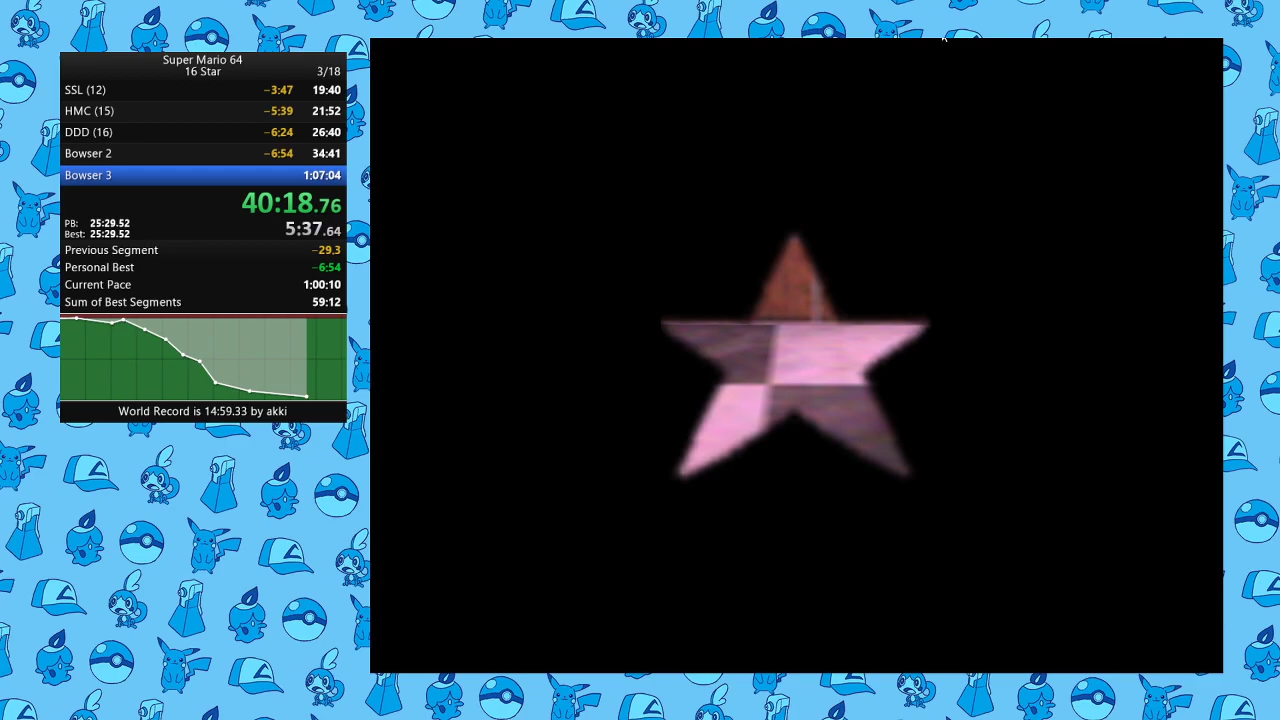 Super Mario 64
16 Star 3/18
SSL (12) −3:47 19:40
HMC (15) −5:39 21:52
DDD (16) −6:24 26:40
Bowser 2 −6:54 34:41
Bowser 3 1:07:04
40:18.76
PB: 25:29.52
Best: 25:29.52
5:37.64
Previous Segment −29,3
Personal Best −6:54
Current Pace 1:00:10
Sum of Best Segments 59:12
World Record is 14:59.33 by akki